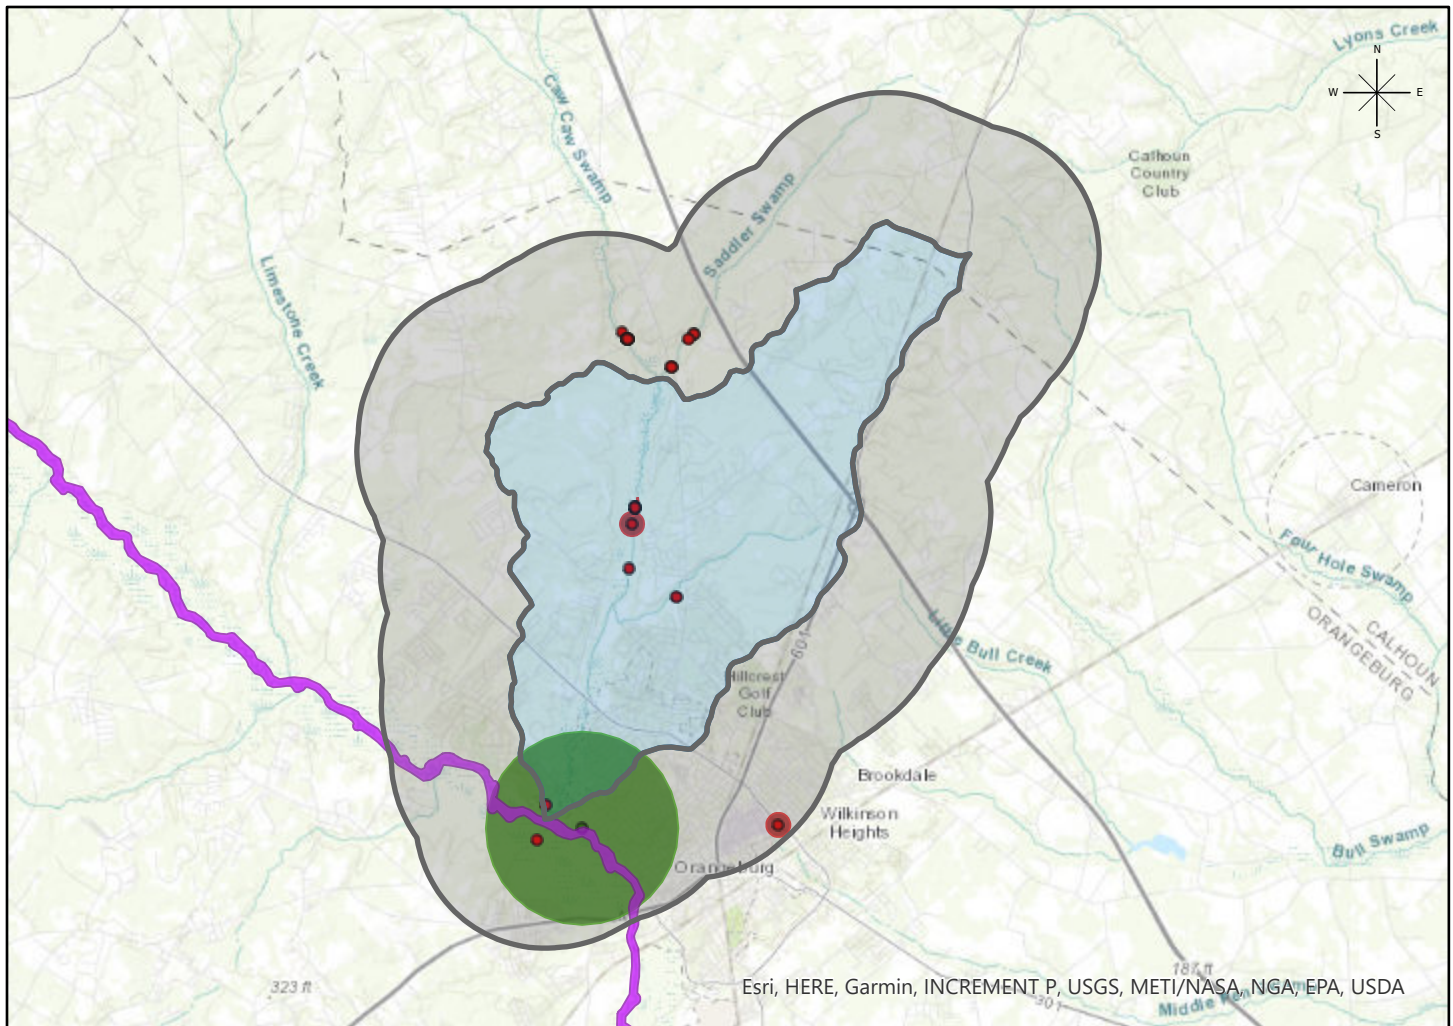 Lyons Creek
N
W E
S
Caw Caw Swamp
Calhoun
Country
Club
Saddler Swamp
Limestone Creek
Cameron
Four Hole Swamp
CALHOUN
ORANGEBURG
601
Little Bull Creek
Hillcrest
Golf
Club
Brookdale
Wilkinson
Heights
Bull Swamp
Orangeburg
187 ft
323 ft
Esri, HERE, Garmin, INCREMENT P, USGS, METI/NASA, NGA, EPA, USDA
301
Middle